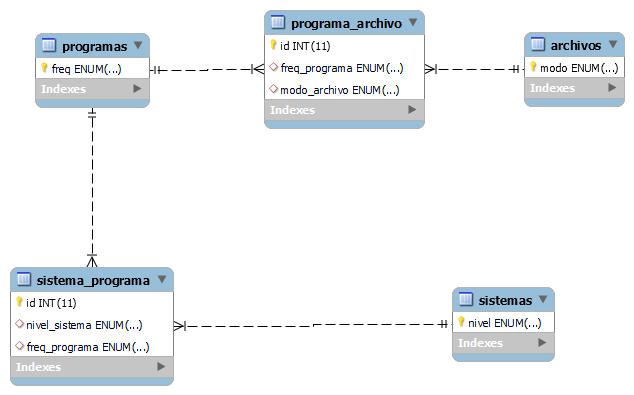 programas
freq ENUM(...)
Indexes
programa_archivo
id INT(11)
freq_programa ENUM(...)
modo_archivo ENUM(...)
Indexes
archivos
modo ENUM(...)
Indexes
sistema_programa
id INT(11)
nivel_sistema ENUM(...)
freq_programa ENUM(...)
Indexes
sistemas
nivel ENUM(...)
Indexes